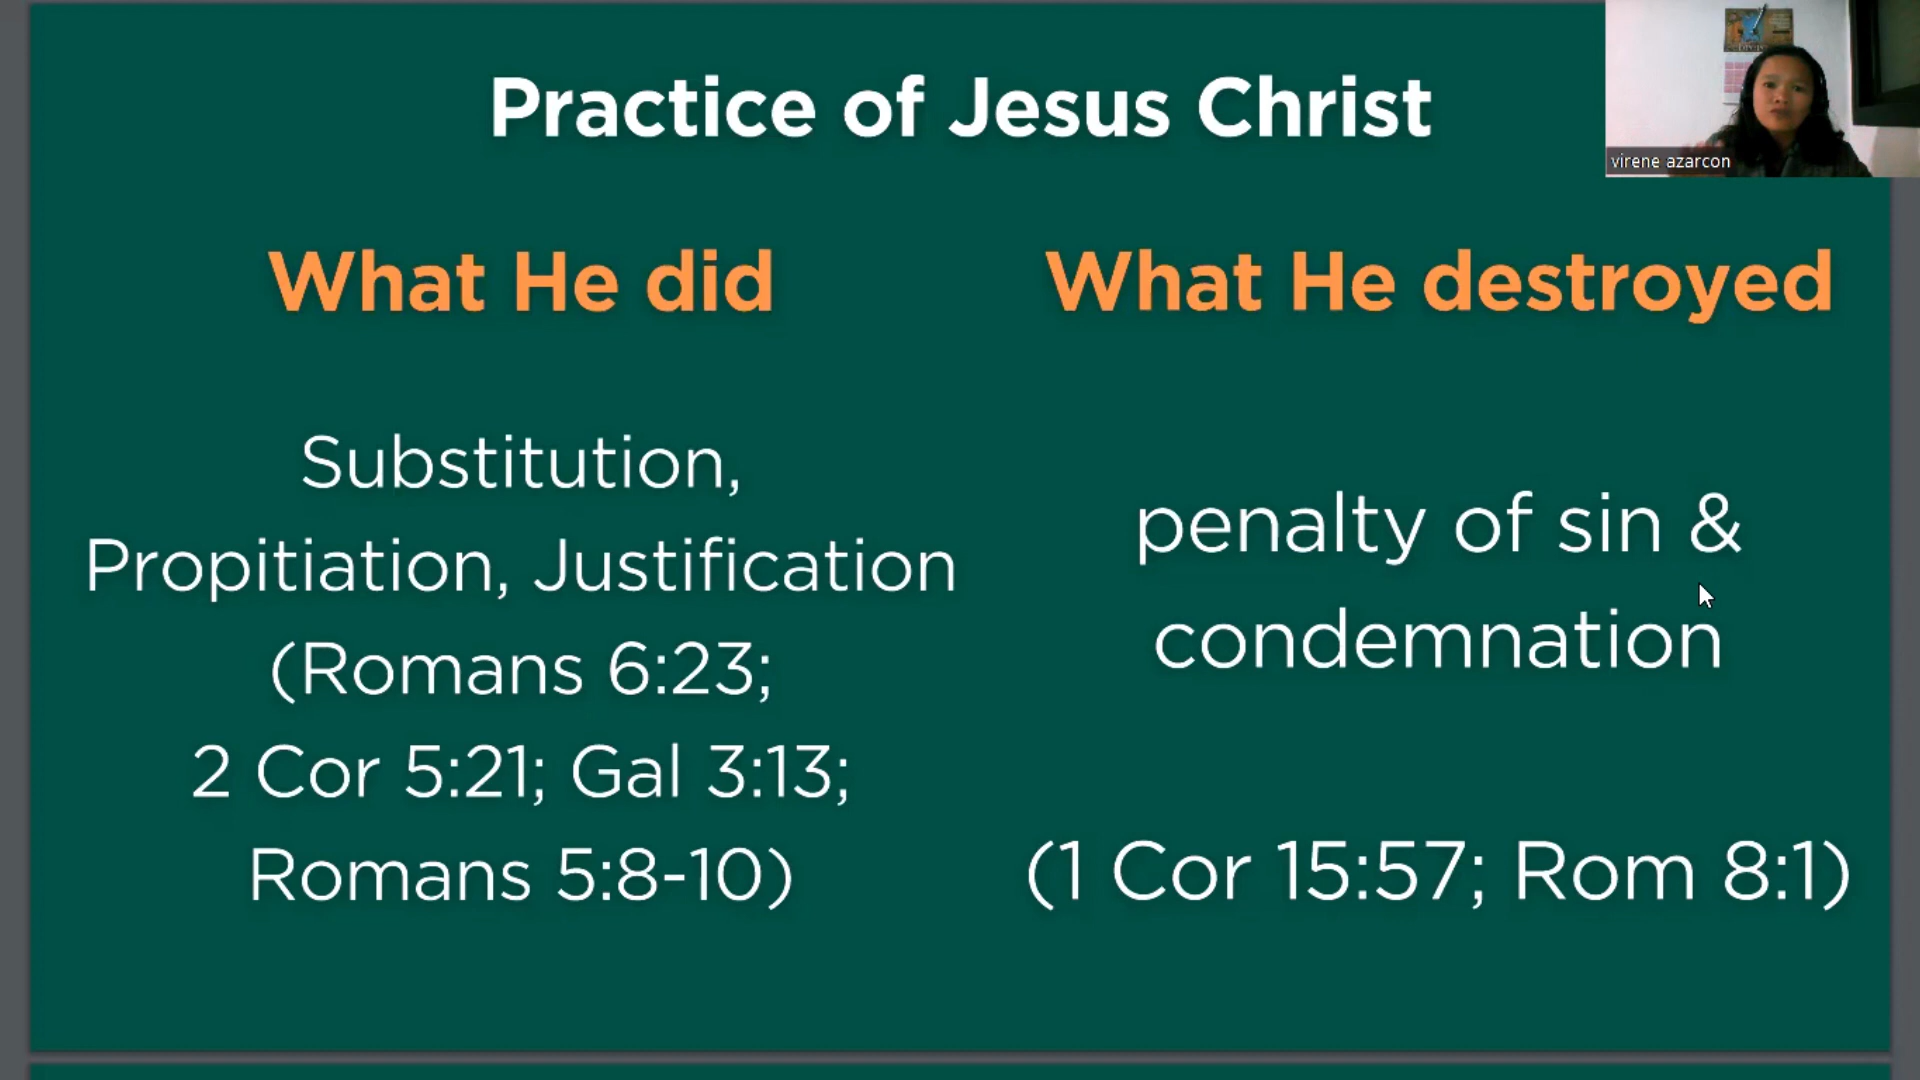 Practice of Jesus Christ
virene azarcon
What He did
Substitution,
Propitiation, Justification
(Romans 6:23;
2 Cor 5:21; Gal 3:13;
Romans 5:8-10)
What He destroyed
penalty of sin &
condemnation
(1 Cor 15:57; Rom 8:1)